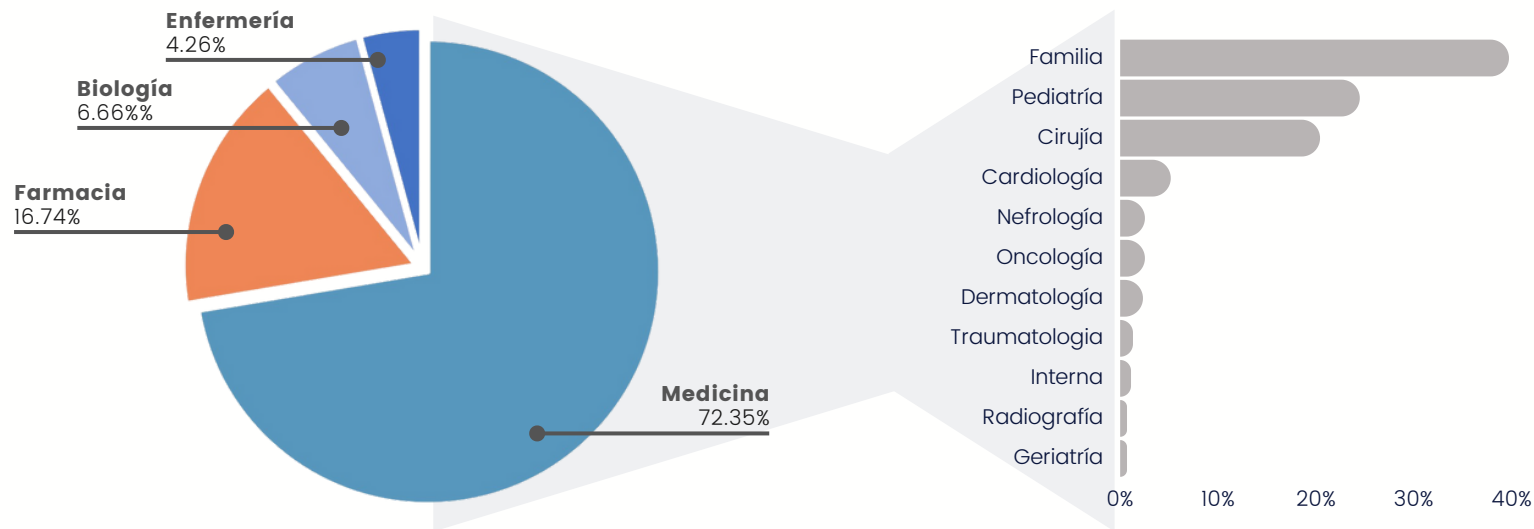 Enfermería
4.26%
Biología
6.66%%
Farmacia
16.74%
Medicina
72.35%
Familia
Pediatría
Cirujía
Cardiología
Nefrología
Oncología
Dermatología
Traumatologia
Interna
Radiografía
Geriatría
0% 10% 20% 30% 40%